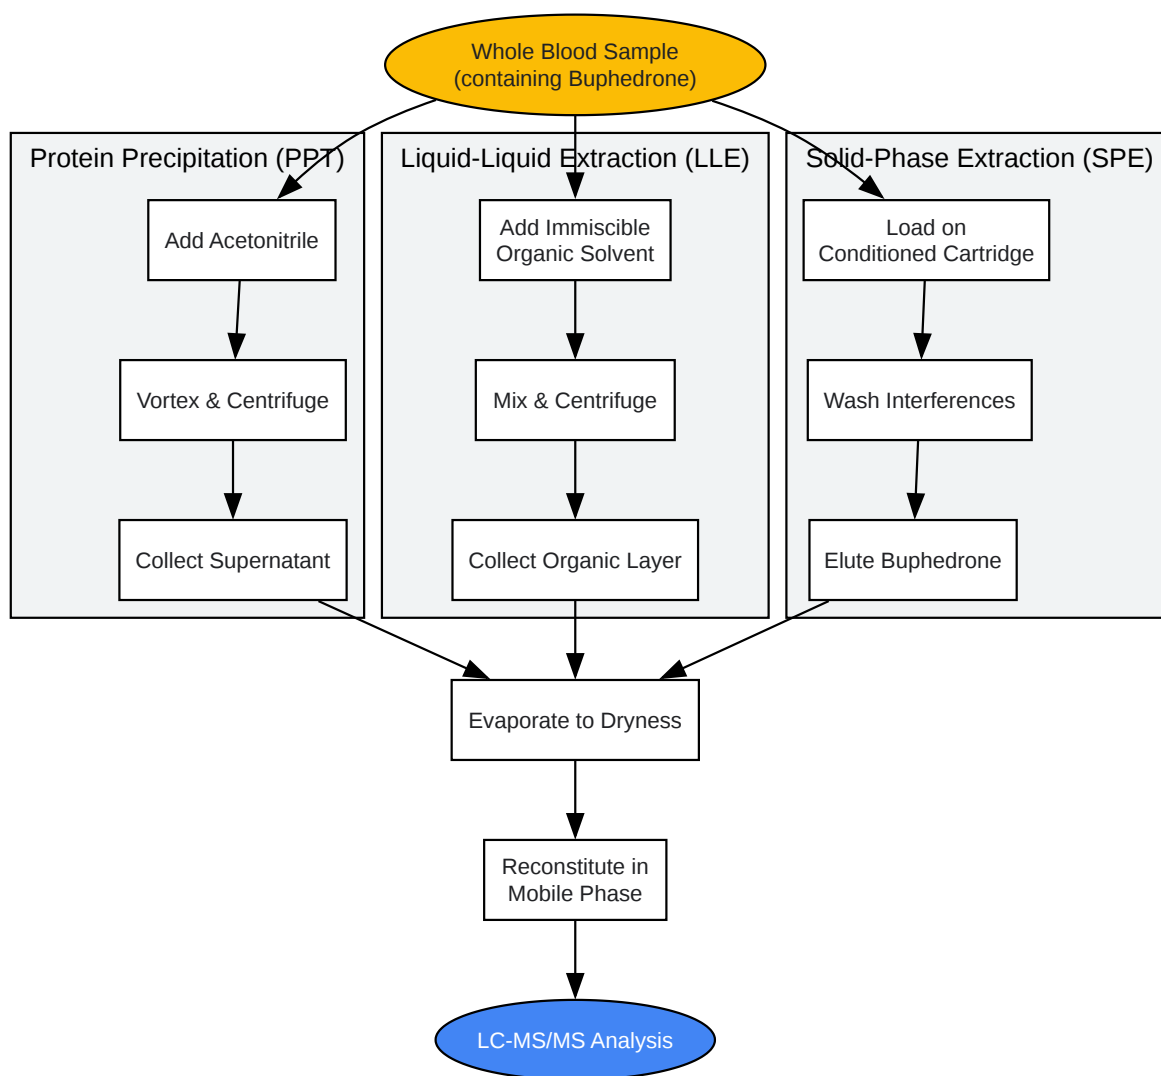 Whole Blood Sample
(containing Buphedrone)
Protein Precipitation (PPT)
Add Acetonitrile
Vortex & Centrifuge
Collect Supernatant
Liquid-Liquid Extraction (LLE)
Add Immiscible
Organic Solvent
Mix & Centrifuge
Collect Organic Layer
Solid-Phase Extraction (SPE)
Load on
Conditioned Cartridge
Wash Interferences
Elute Buphedrone
Evaporate to Dryness
Reconstitute in
Mobile Phase
LC-MS/MS Analysis